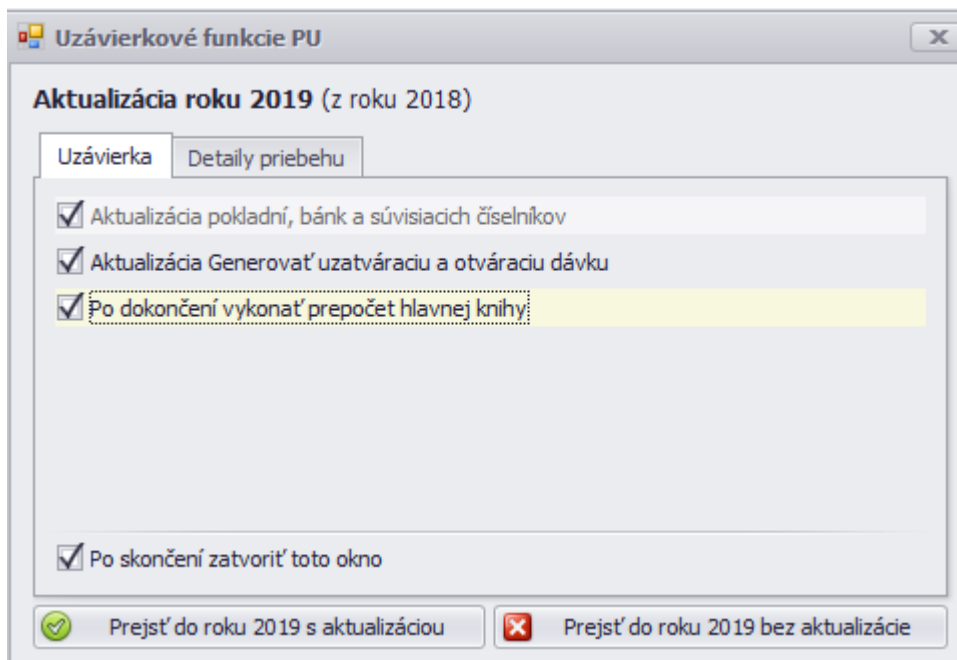 Uzávierkové funkcie PU
Aktualizácia roku 2019 (z roku 2018)
Uzávierka
Detaily priebehu
Aktualizácia pokladní, bánk a súvisiacich číselníkov
Aktualizácia Generovať uzatváraciu a otváraciu dávku
Po dokončení vykonať prepočet hlavnej knihy
Po skončení zatvoriť toto okno
Prejsť do roku 2019 s aktualizáciou
Prejsť do roku 2019 bez aktualizácie